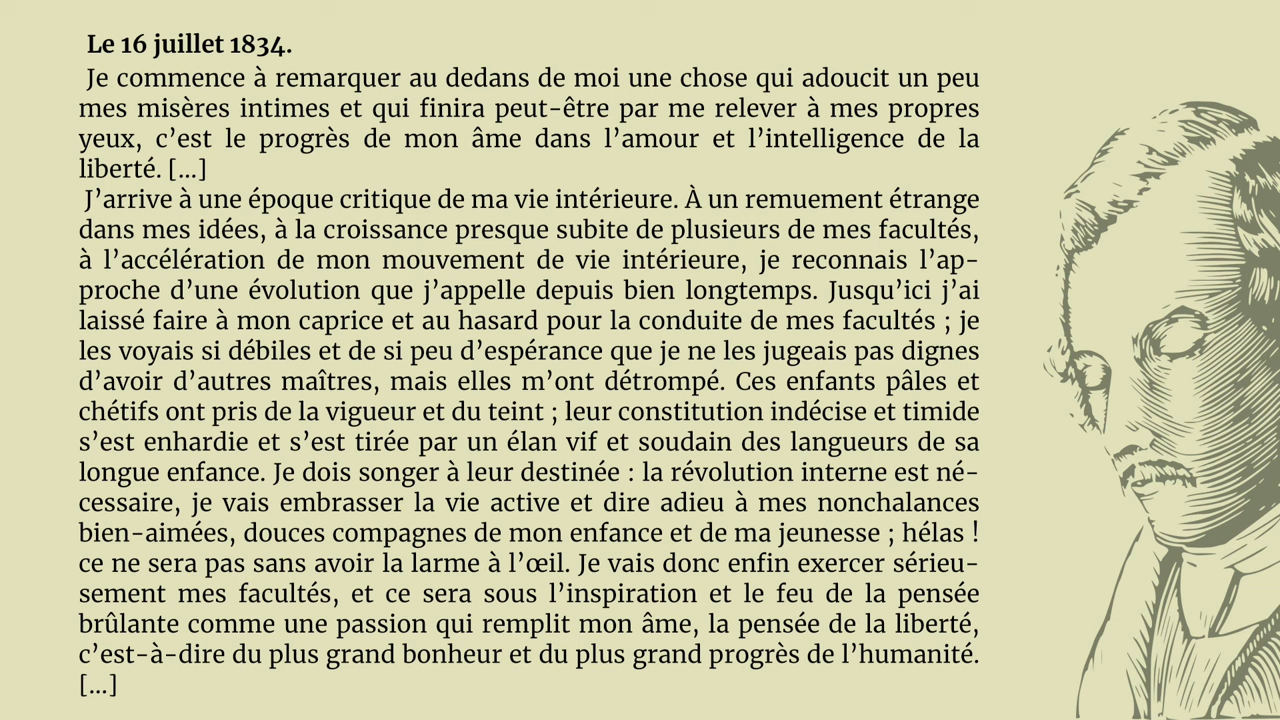 Le 16 juillet 1834.
Je commence à remarquer au dedans de moi une chose qui adoucit un peu
mes misères intimes et qui finira peut-être par me relever à mes propres
yeux, c’est le progrès de mon âme dans l’amour et l’intelligence de la
liberté. [...]
J’arrive à une époque critique de ma vie intérieure. À un remuement étrange
dans mes idées, à la croissance presque subite de plusieurs de mes facultés,
à l’accélération de mon mouvement de vie intérieure, je reconnais l’ap-
proche d’une évolution que j’appelle depuis bien longtemps. Jusqu’ici j’ai
laissé faire à mon caprice et au hasard pour la conduite de mes facultés ; je
les voyais si débiles et de si peu d’espérance que je ne les jugeais pas dignes
d’avoir d’autres maîtres, mais elles m’ont détrompé. Ces enfants pâles et
chétifs ont pris de la vigueur et du teint ; leur constitution indécise et timide
s’est enhardie et s’est tirée par un élan vif et soudain des langueurs de sa
longue enfance. Je dois songer à leur destinée : la révolution interne est né-
cessaire, je vais embrasser la vie active et dire adieu à mes nonchalances
bien-aimées, douces compagnes de mon enfance et de ma jeunesse ; hélas !
ce ne sera pas sans avoir la larme à l’œil. Je vais donc enfin exercer sérieu-
sement mes facultés, et ce sera sous l’inspiration et le feu de la pensée
brûlante comme une passion qui remplit mon âme, la pensée de la liberté,
c’est-à-dire du plus grand bonheur et du plus grand progrès de l’humanité.
[...]